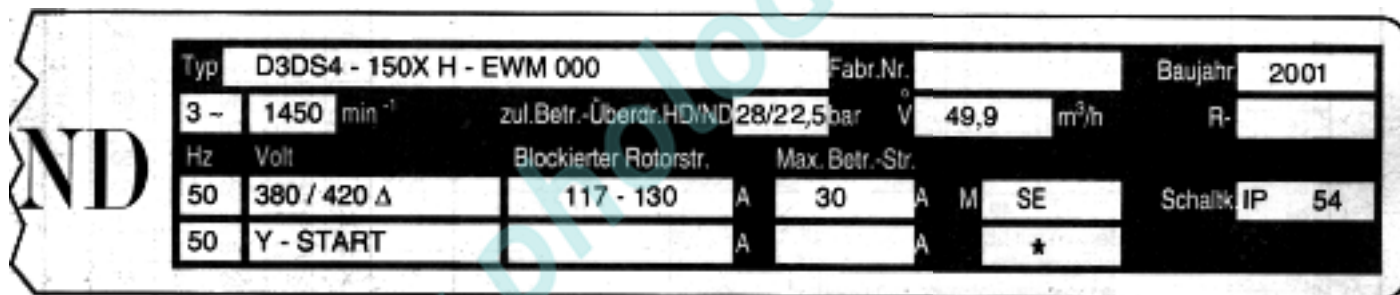 Typ D3DS4 - 150X H - EWM 000 Fabr.Nr. Baujahr 2001
3 ~ 1450 min⁻¹ zul.Betr.-Überdr.HD/ND 28/22,5 bar V̊ 49,9 m³/h R-
ND
Hz Volt Blockierter Rotorstr. Max. Betr.-Str.
50 380 / 420 Δ 117 - 130 A 30 A M SE Schaltk. IP 54
50 Y - START A A *